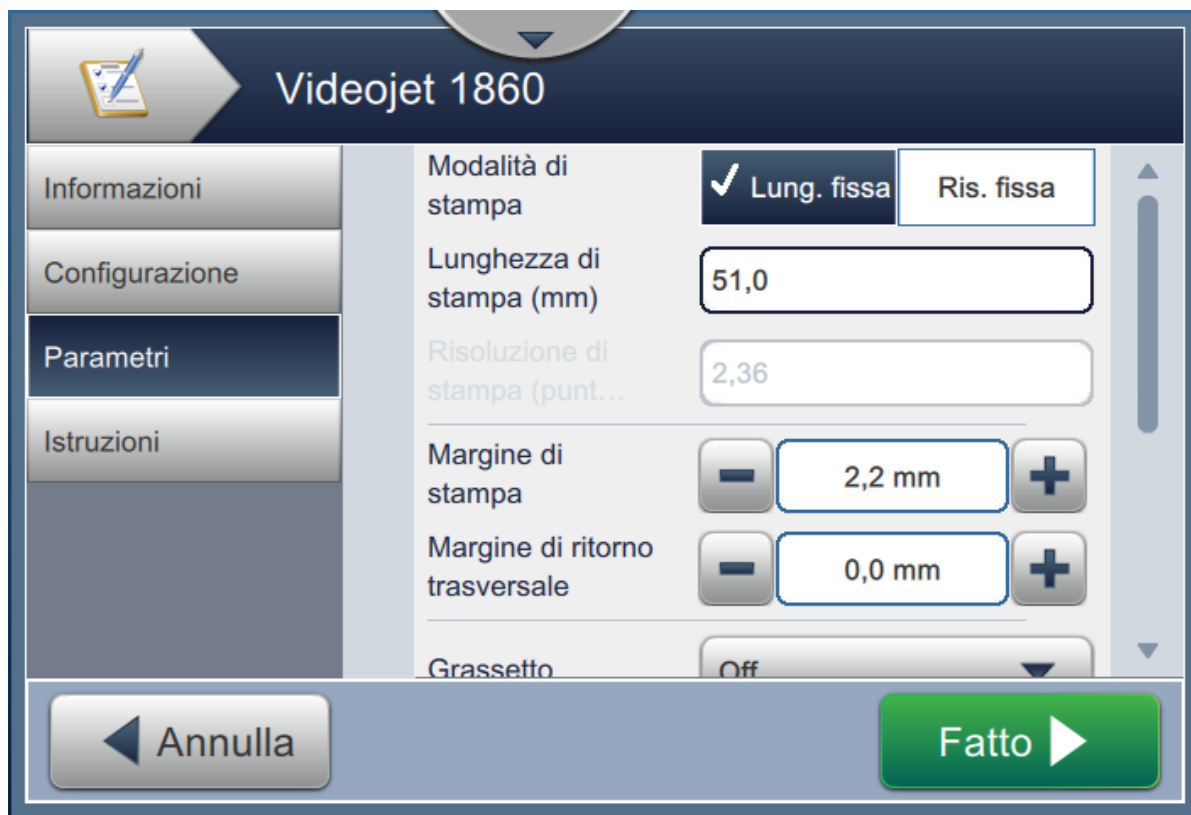 Videojet 1860
Informazioni
Configurazione
Parametri
Istruzioni
Modalità di
stampa
Lung. fissa
Ris. fissa
Lunghezza di
stampa (mm)
51,0
Risoluzione di
stampa (punt…
2,36
Margine di
stampa
2,2 mm
Margine di ritorno
trasversale
0,0 mm
Grassetto
Off
Annulla
Fatto